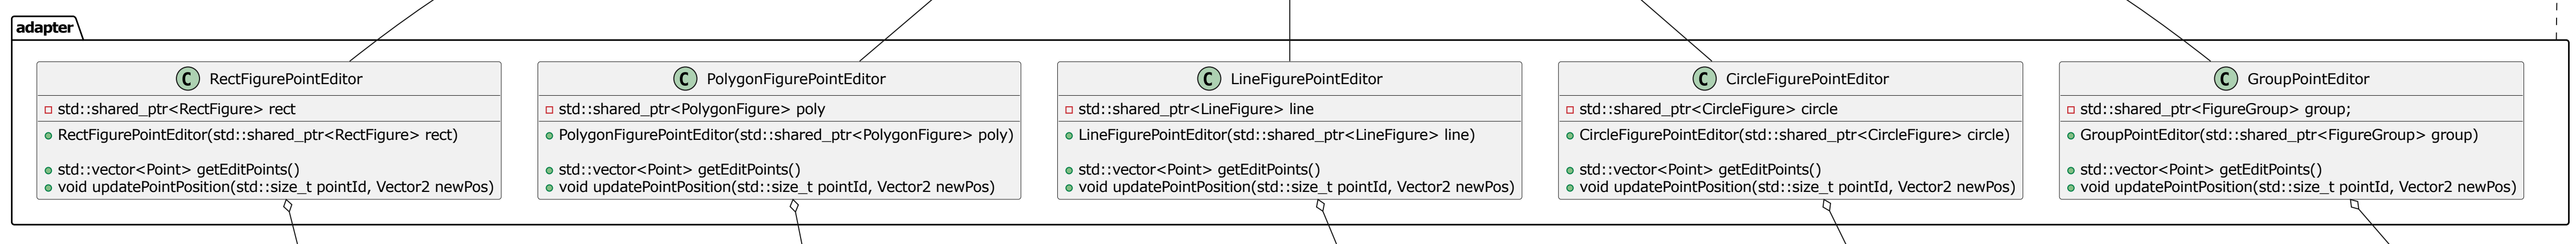 adapter
C RectFigurePointEditor
std::shared_ptr<RectFigure> rect
RectFigurePointEditor(std::shared_ptr<RectFigure> rect)
std::vector<Point> getEditPoints()
void updatePointPosition(std::size_t pointId, Vector2 newPos)
C PolygonFigurePointEditor
std::shared_ptr<PolygonFigure> poly
PolygonFigurePointEditor(std::shared_ptr<PolygonFigure> poly)
std::vector<Point> getEditPoints()
void updatePointPosition(std::size_t pointId, Vector2 newPos)
C LineFigurePointEditor
std::shared_ptr<LineFigure> line
LineFigurePointEditor(std::shared_ptr<LineFigure> line)
std::vector<Point> getEditPoints()
void updatePointPosition(std::size_t pointId, Vector2 newPos)
C CircleFigurePointEditor
std::shared_ptr<CircleFigure> circle
CircleFigurePointEditor(std::shared_ptr<CircleFigure> circle)
std::vector<Point> getEditPoints()
void updatePointPosition(std::size_t pointId, Vector2 newPos)
C GroupPointEditor
std::shared_ptr<FigureGroup> group;
GroupPointEditor(std::shared_ptr<FigureGroup> group)
std::vector<Point> getEditPoints()
void updatePointPosition(std::size_t pointId, Vector2 newPos)